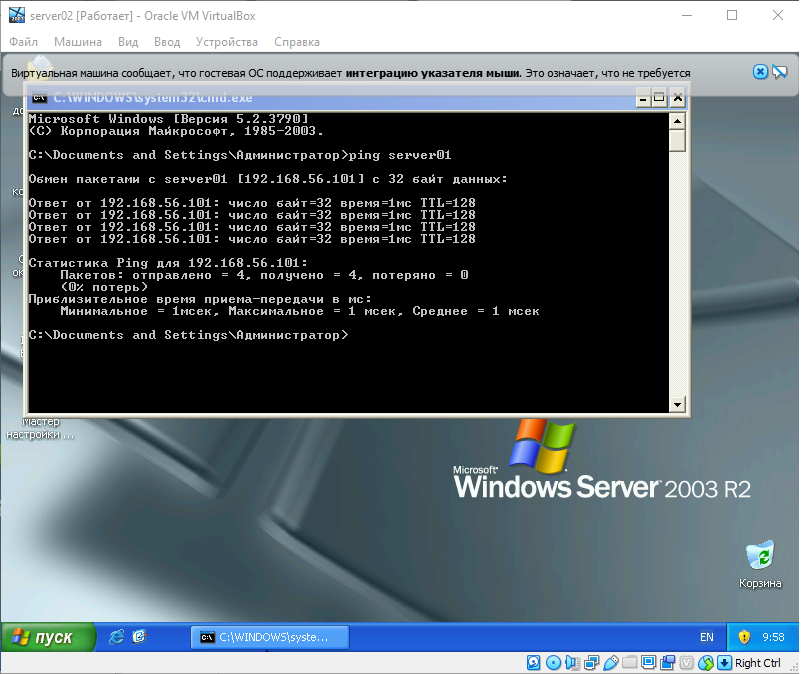 server02 [Работает] - Oracle VM VirtualBox
Файл Машина Вид Ввод Устройства Справка
Виртуальная машина сообщает, что гостевая ОС поддерживает интеграцию указателя мыши. Это означает, что не требуется
C:\WINDOWS\system32\cmd.exe
Microsoft Windows [Версия 5.2.3790]
(C) Корпорация Майкрософт, 1985-2003.
C:\Documents and Settings\Администратор>ping server01
Обмен пакетами с server01 [192.168.56.101] с 32 байт данных:
Ответ от 192.168.56.101: число байт=32 время=1мс TTL=128
Ответ от 192.168.56.101: число байт=32 время=1мс TTL=128
Ответ от 192.168.56.101: число байт=32 время=1мс TTL=128
Ответ от 192.168.56.101: число байт=32 время=1мс TTL=128
Статистика Ping для 192.168.56.101:
Пакетов: отправлено = 4, получено = 4, потеряно = 0
(0% потерь)
Приблизительное время приема-передачи в мс:
Минимальное = 1мсек, Максимальное = 1 мсек, Среднее = 1 мсек
C:\Documents and Settings\Администратор>
Мастер
настройки ...
Microsoft
Windows Server 2003 R2
Корзина
пуск
C:\WINDOWS\syste...
EN
9:58
Right Ctrl